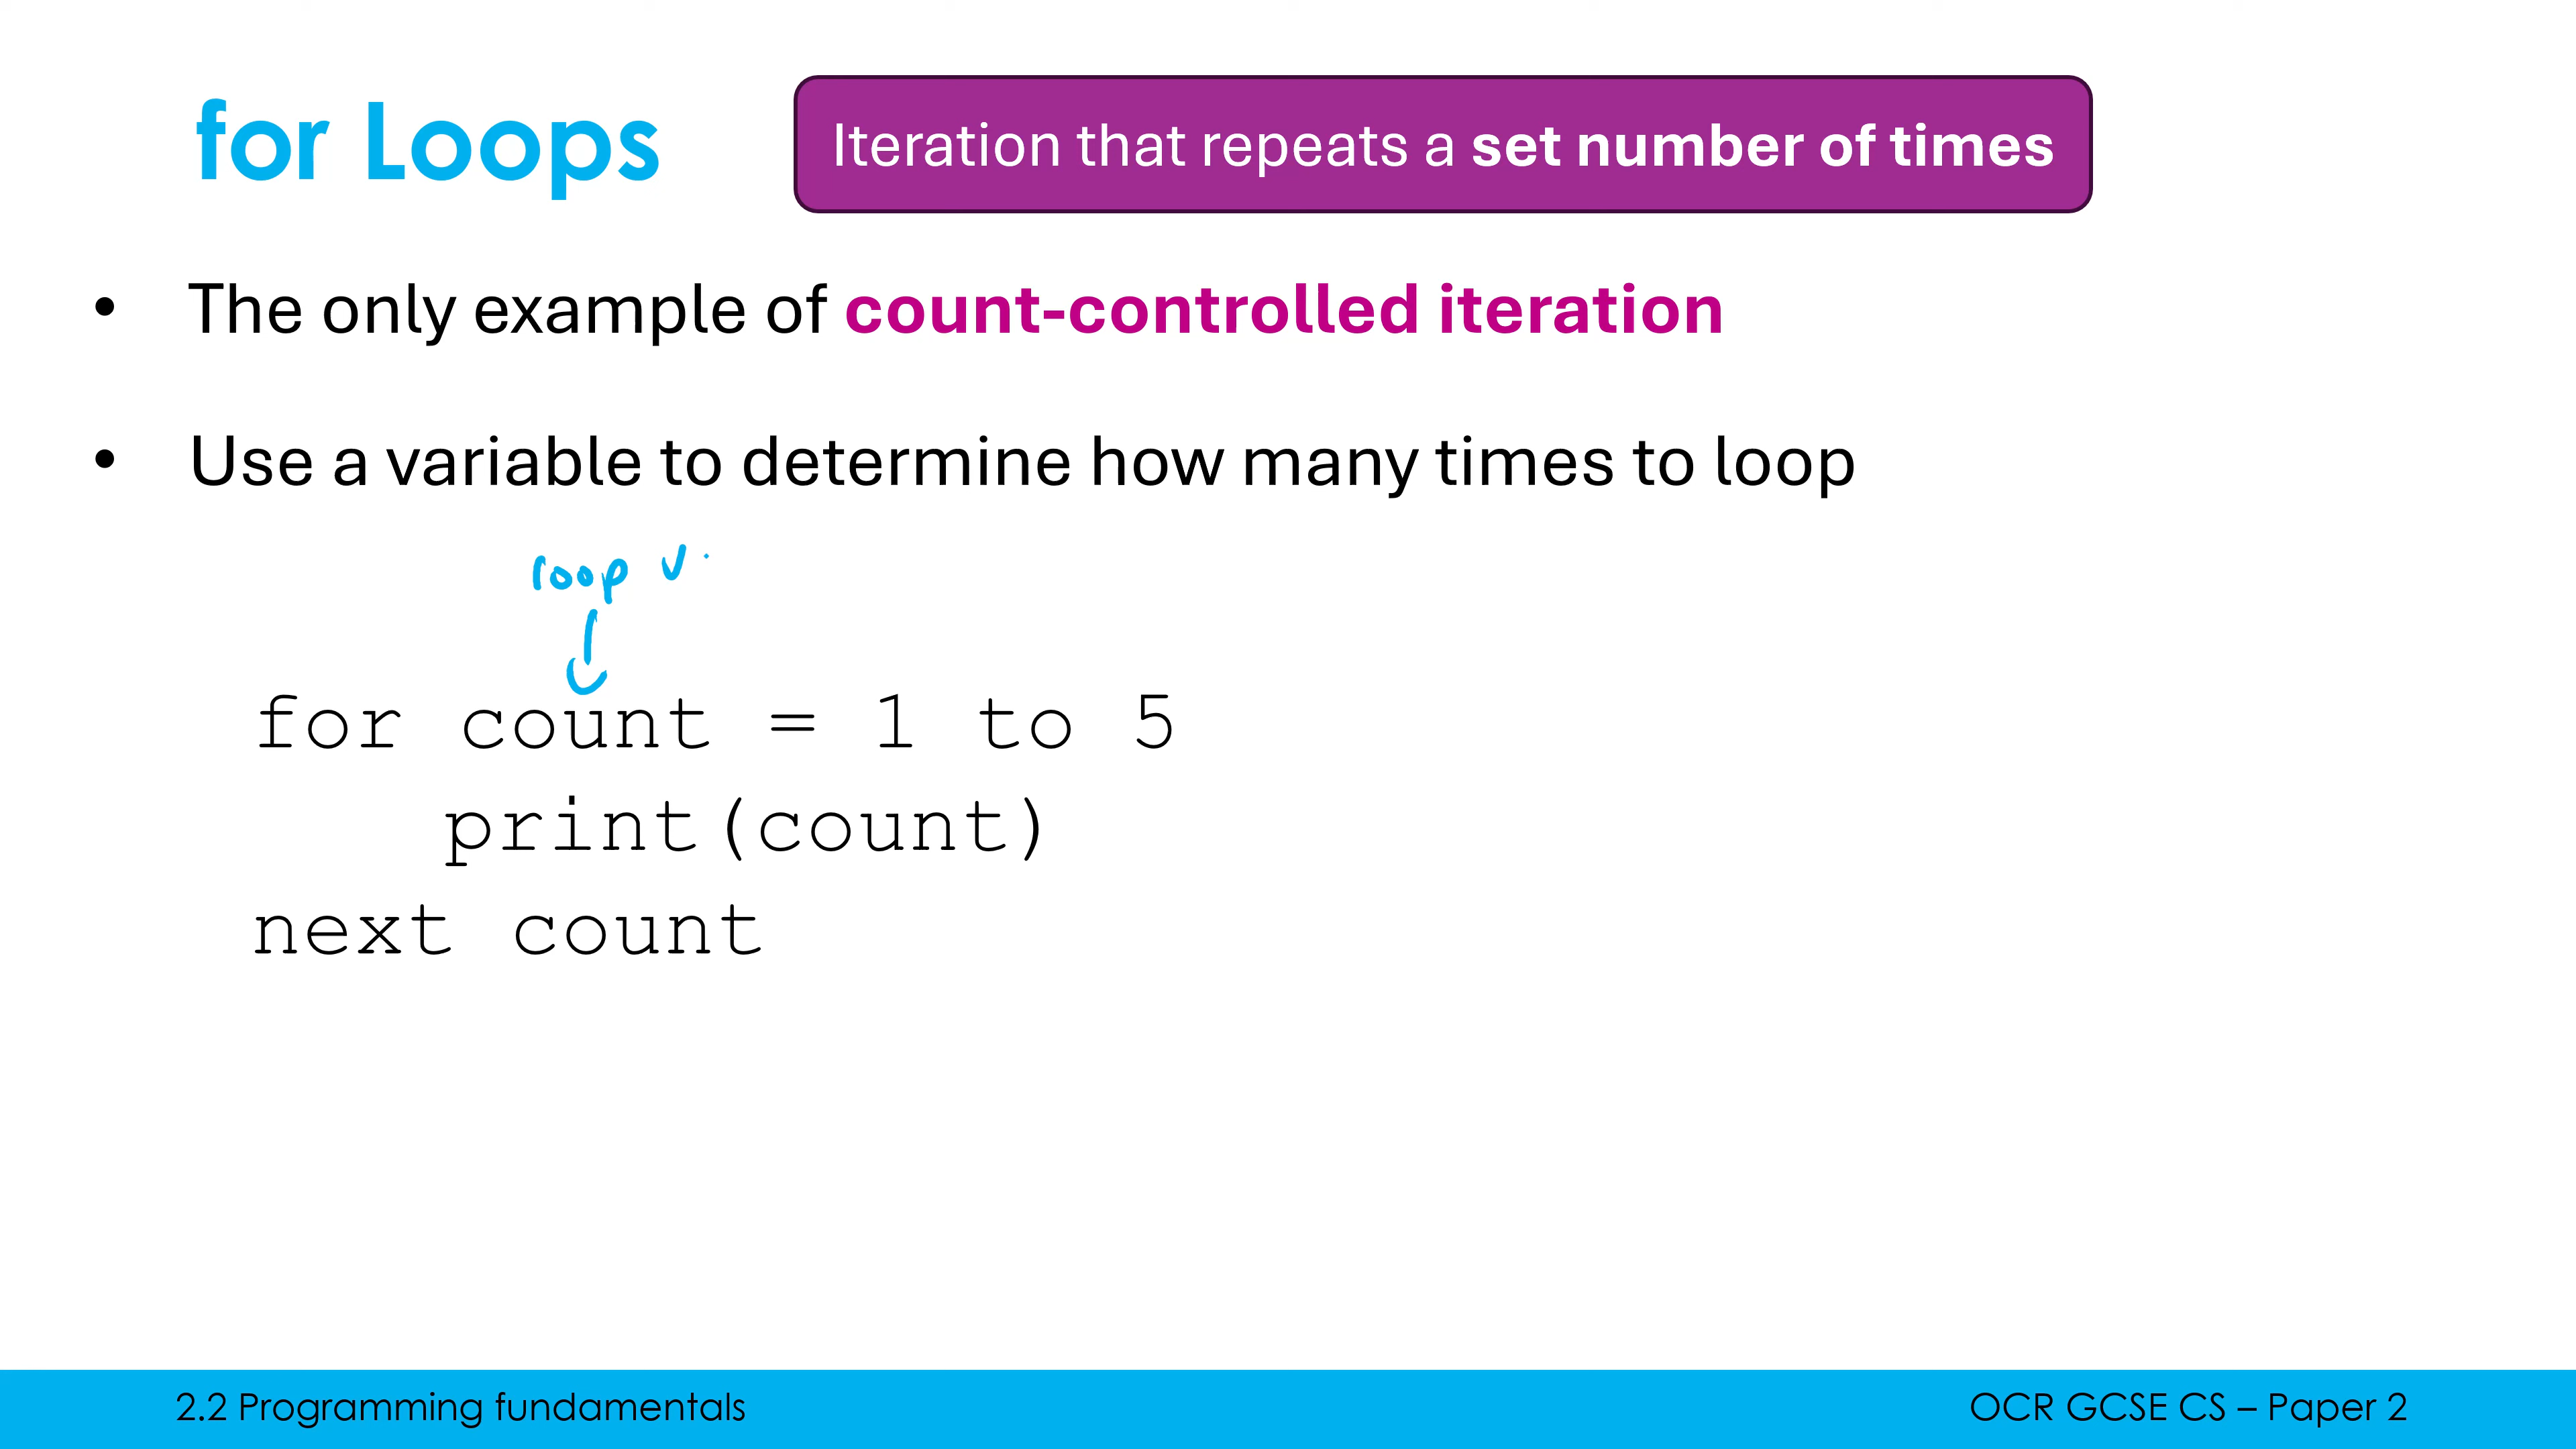 for Loops
Iteration that repeats a set number of times
• The only example of count-controlled iteration
• Use a variable to determine how many times to loop
loop v
for count = 1 to 5
    print(count)
next count
2.2 Programming fundamentals
OCR GCSE CS – Paper 2